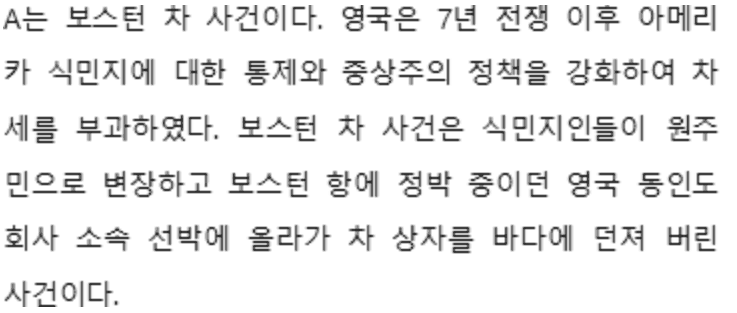 A는 보스턴 차 사건이다. 영국은 7년 전쟁 이후 아메리
카 식민지에 대한 통제와 중상주의 정책을 강화하여 차
세를 부과하였다. 보스턴 차 사건은 식민지인들이 원주
민으로 변장하고 보스턴 항에 정박 중이던 영국 동인도
회사 소속 선박에 올라가 차 상자를 바다에 던져 버린
사건이다.